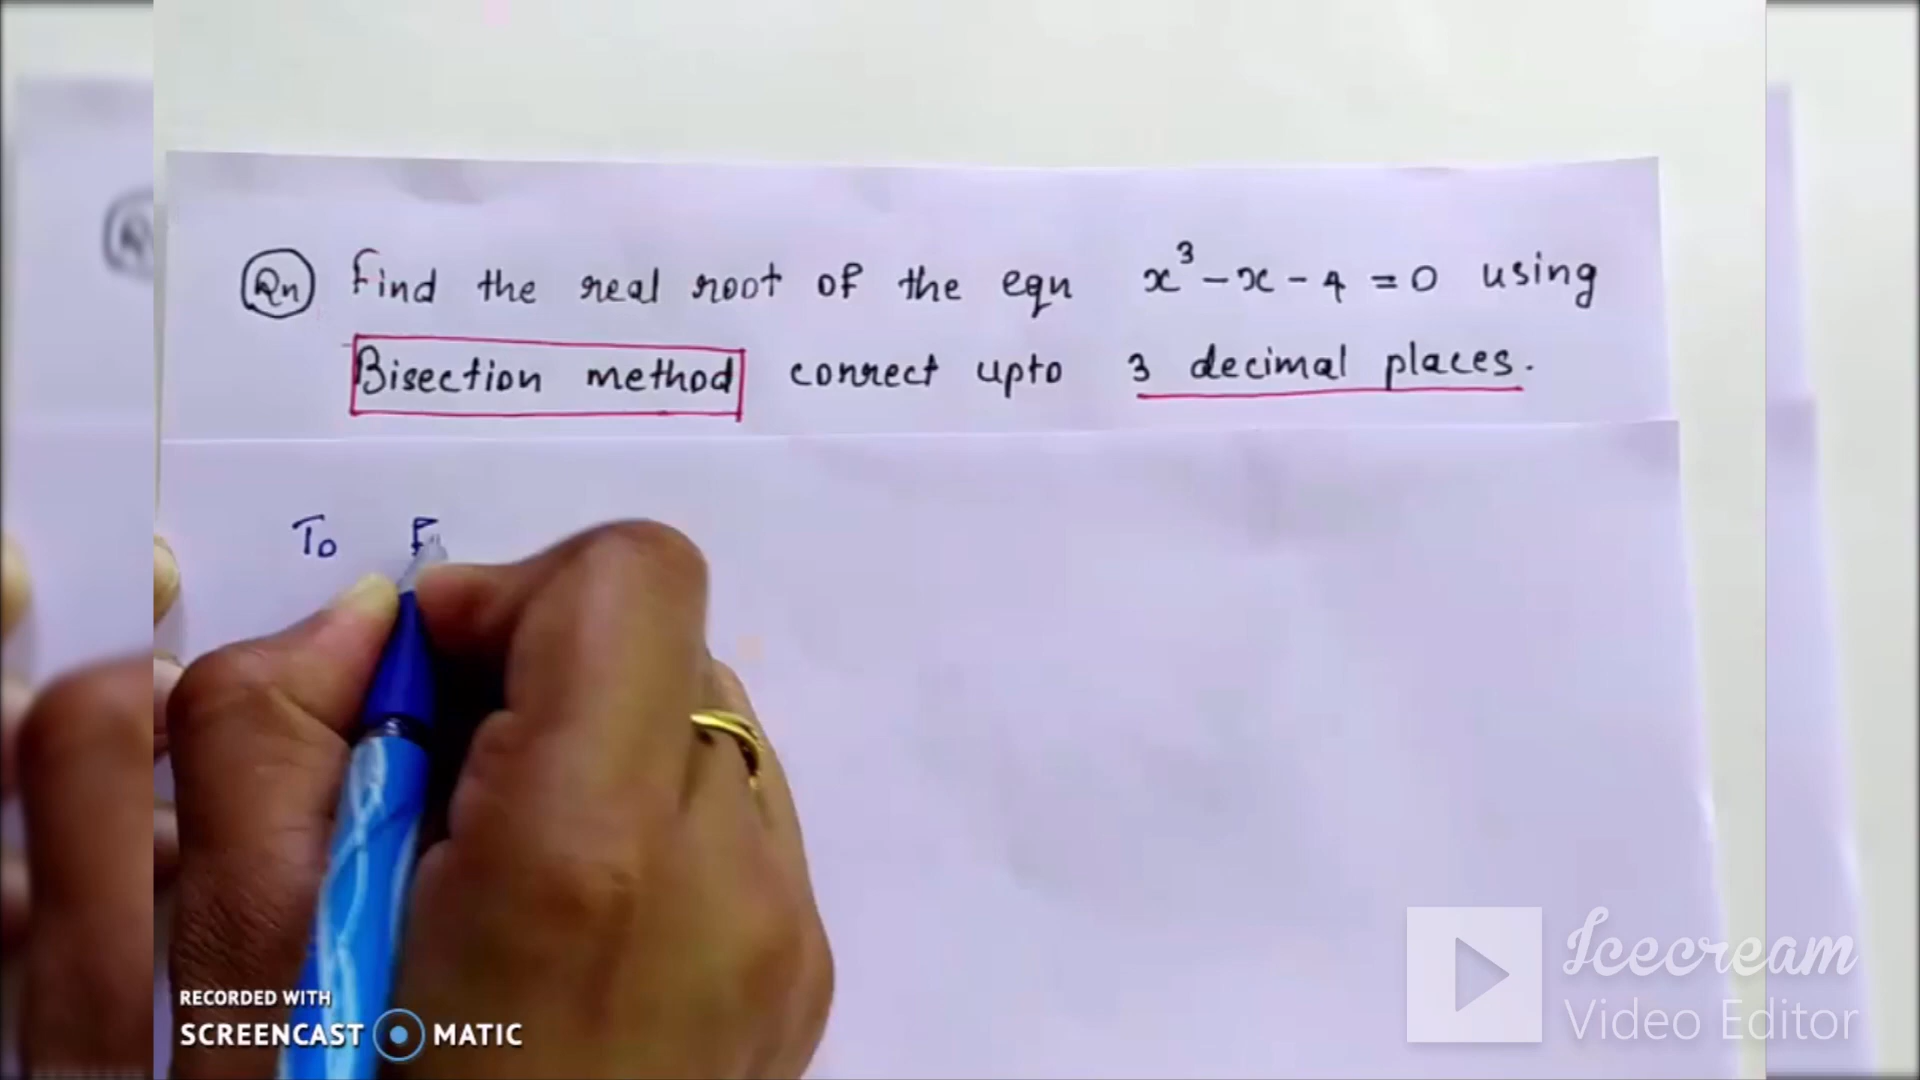 Qn Find the real root of the eqn x³ - x - 4 = 0 using
Bisection method correct upto 3 decimal places.
To F
RECORDED WITH
SCREENCAST MATIC
Icecream
Video Editor